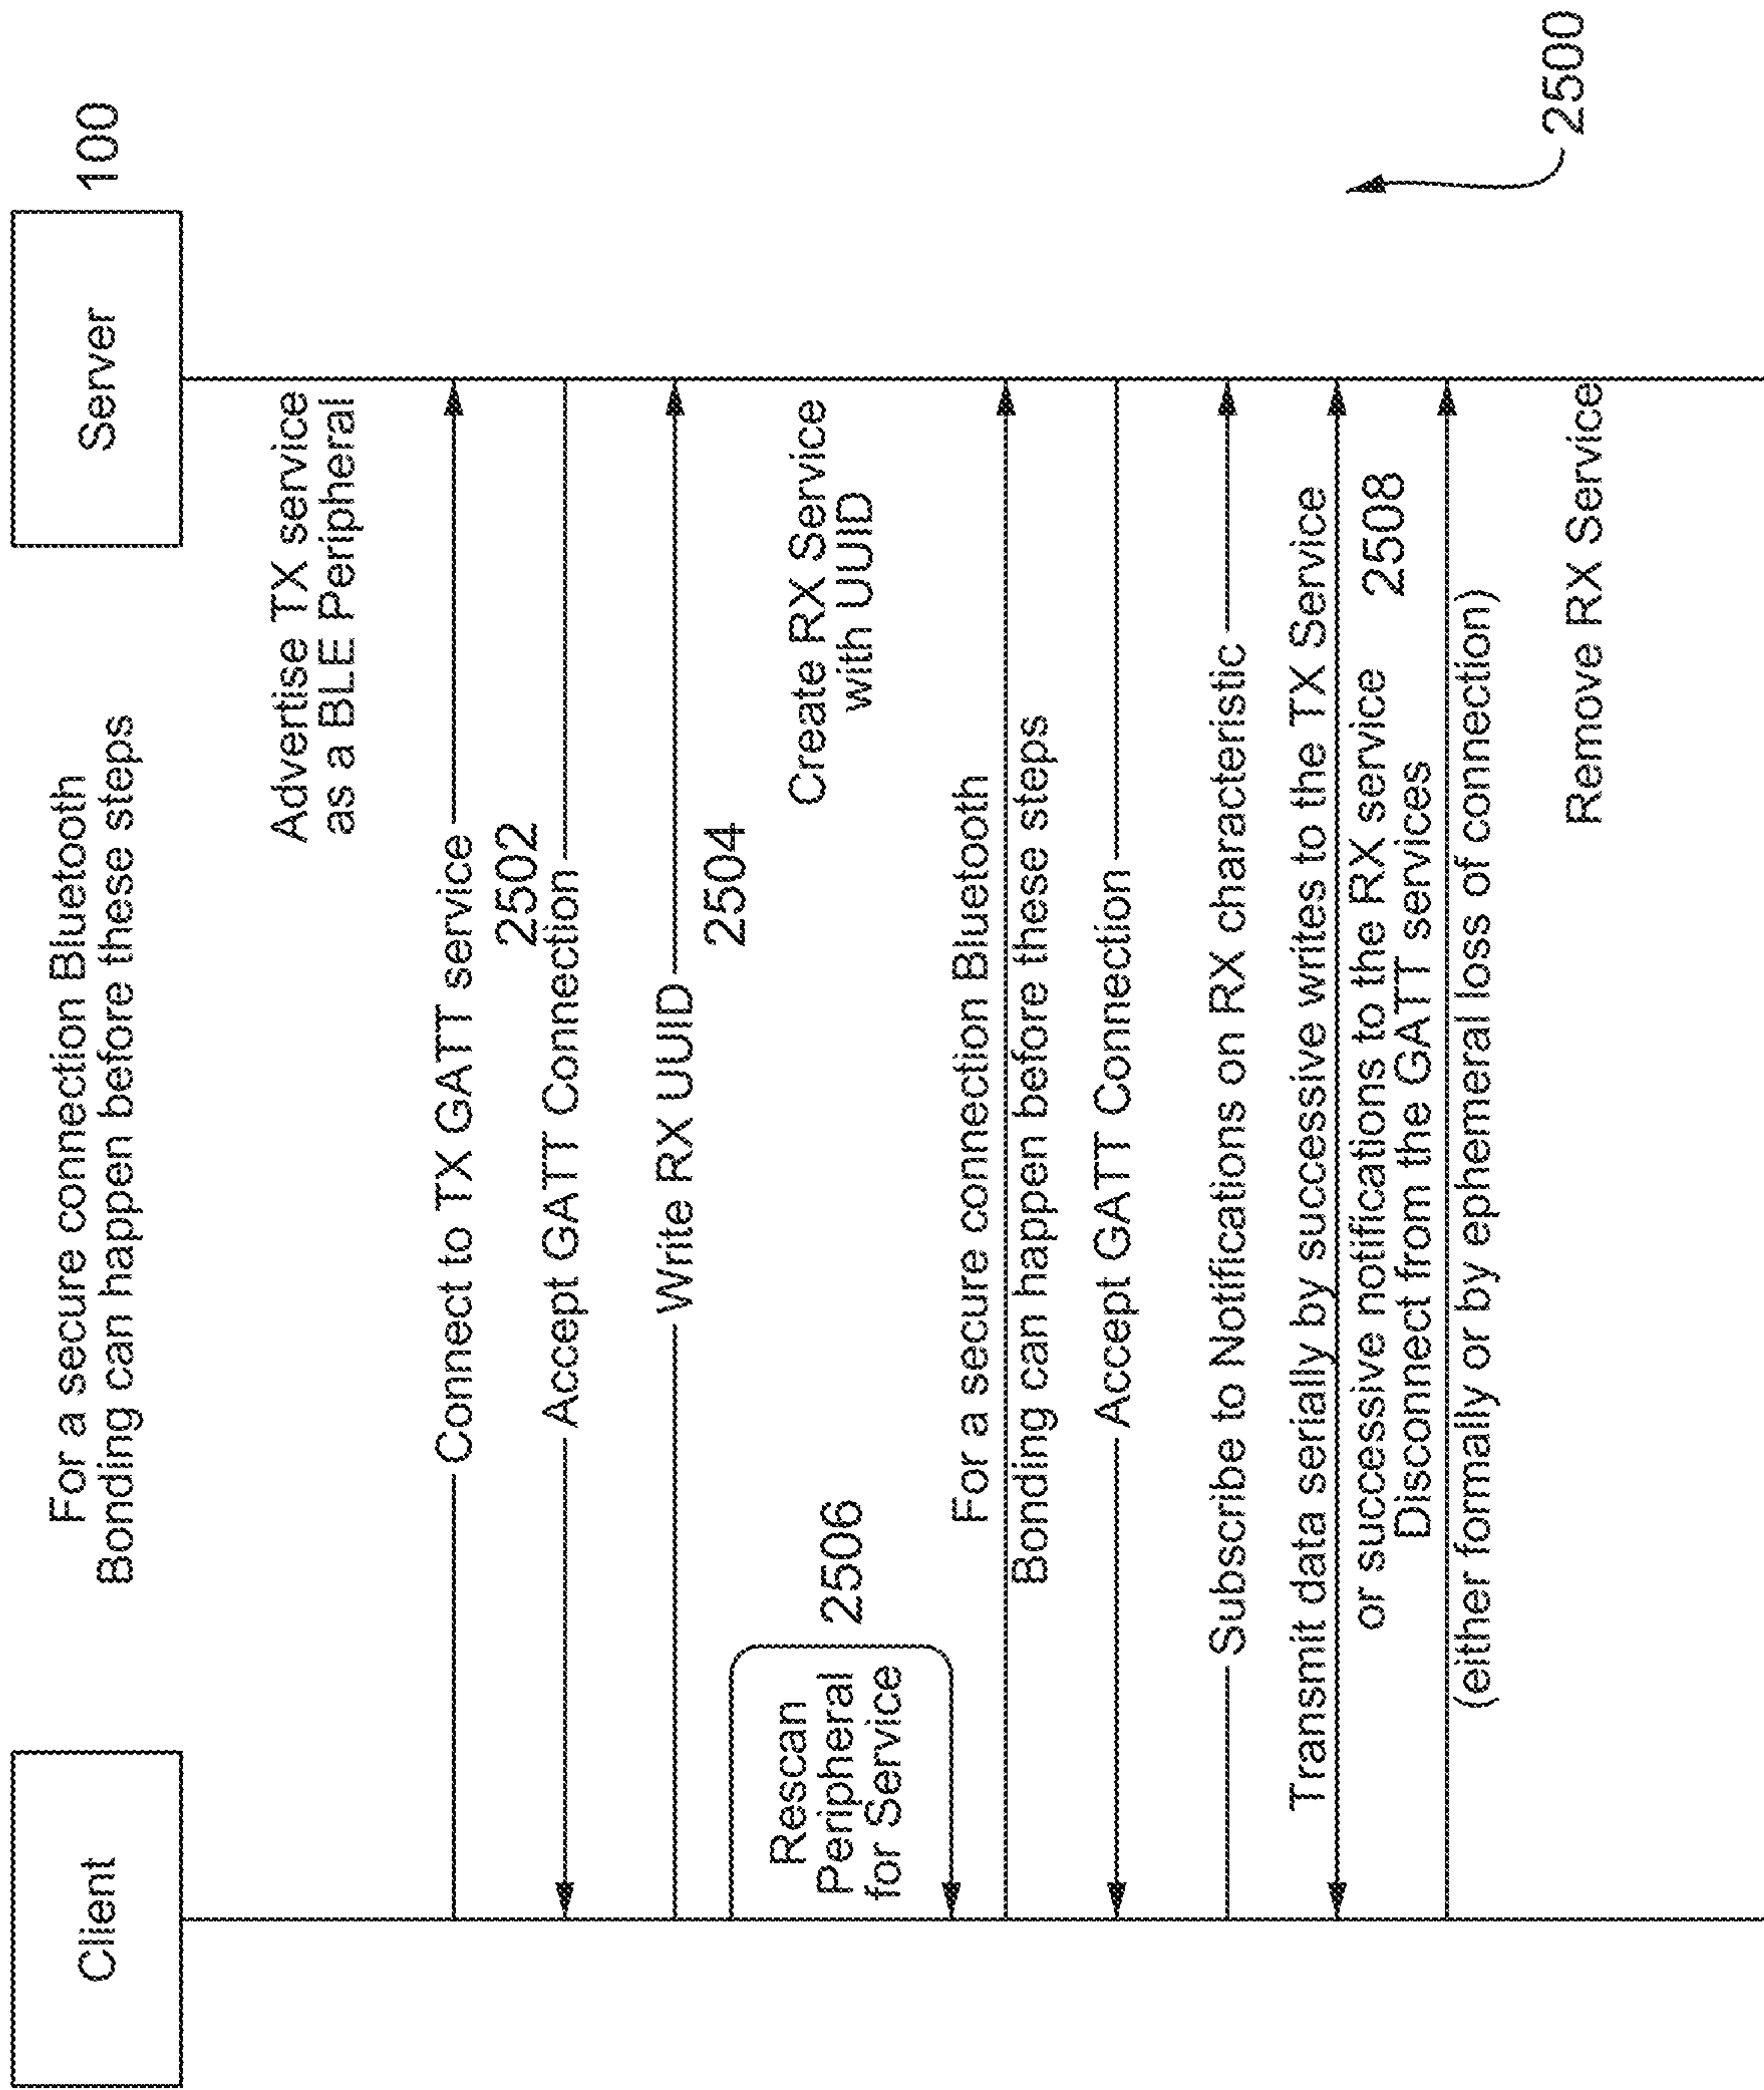 Client
Server
100
For a secure connection Bluetooth
Bonding can happen before these steps
Advertise TX service
as a BLE Peripheral
Connect to TX GATT service
2502
Accept GATT Connection
Write RX UUID
2504
Rescan
Peripheral
for Service
2506
Create RX Service
with UUID
For a secure connection Bluetooth
Bonding can happen before these steps
Accept GATT Connection
Subscribe to Notifications on RX characteristic
Transmit data serially by successive writes to the TX Service
or successive notifications to the RX service
2508
Disconnect from the GATT services
(either formally or by ephemeral loss of connection)
Remove RX Service
2500